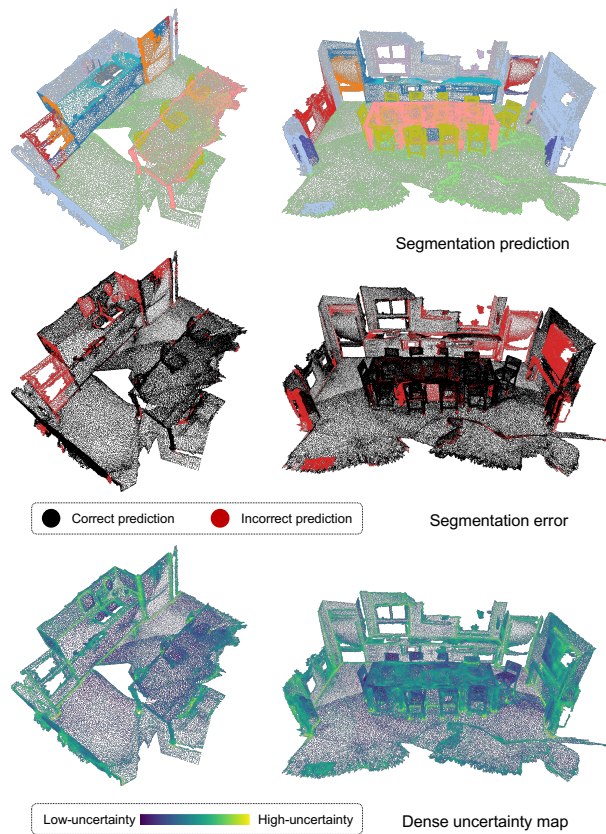 Segmentation prediction
Correct prediction
Incorrect prediction
Segmentation error
Low-uncertainty
High-uncertainty
Dense uncertainty map